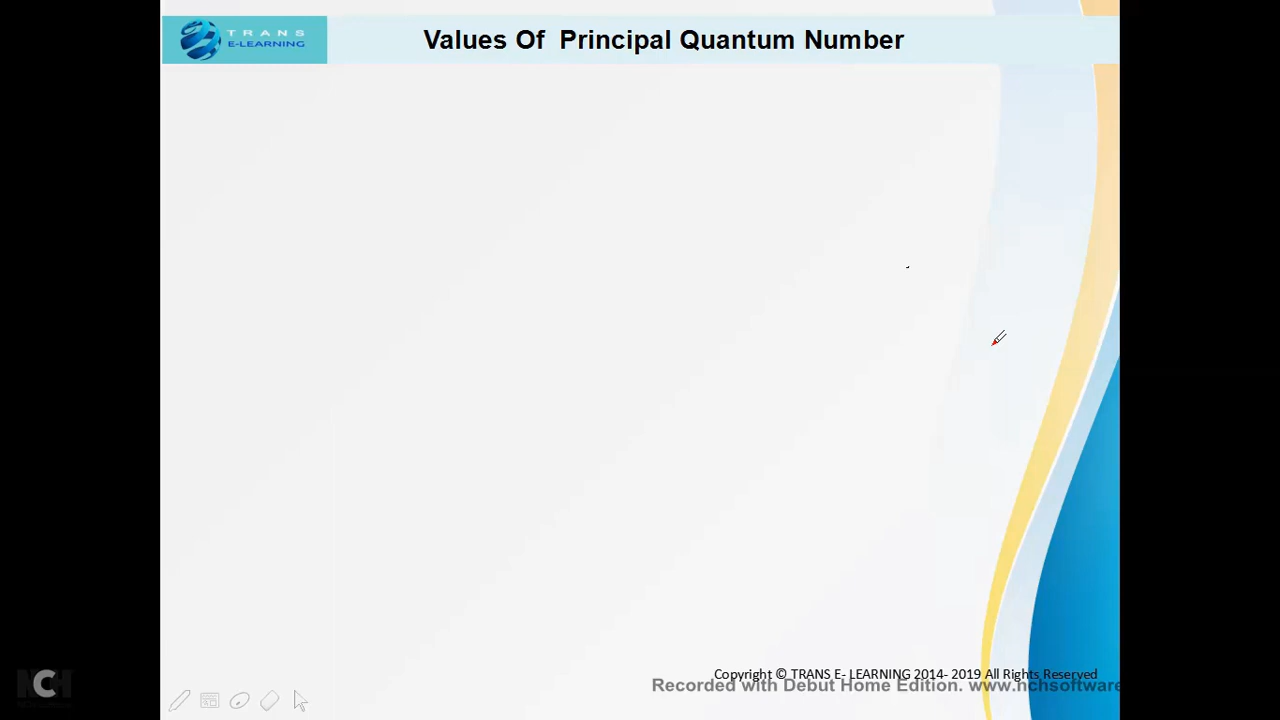 TRANS
E-LEARNING
Values Of Principal Quantum Number
Copyright © TRANS E- LEARNING 2014- 2019 All Rights Reserved
Recorded with Debut Home Edition. www.nchsoftware
NCH